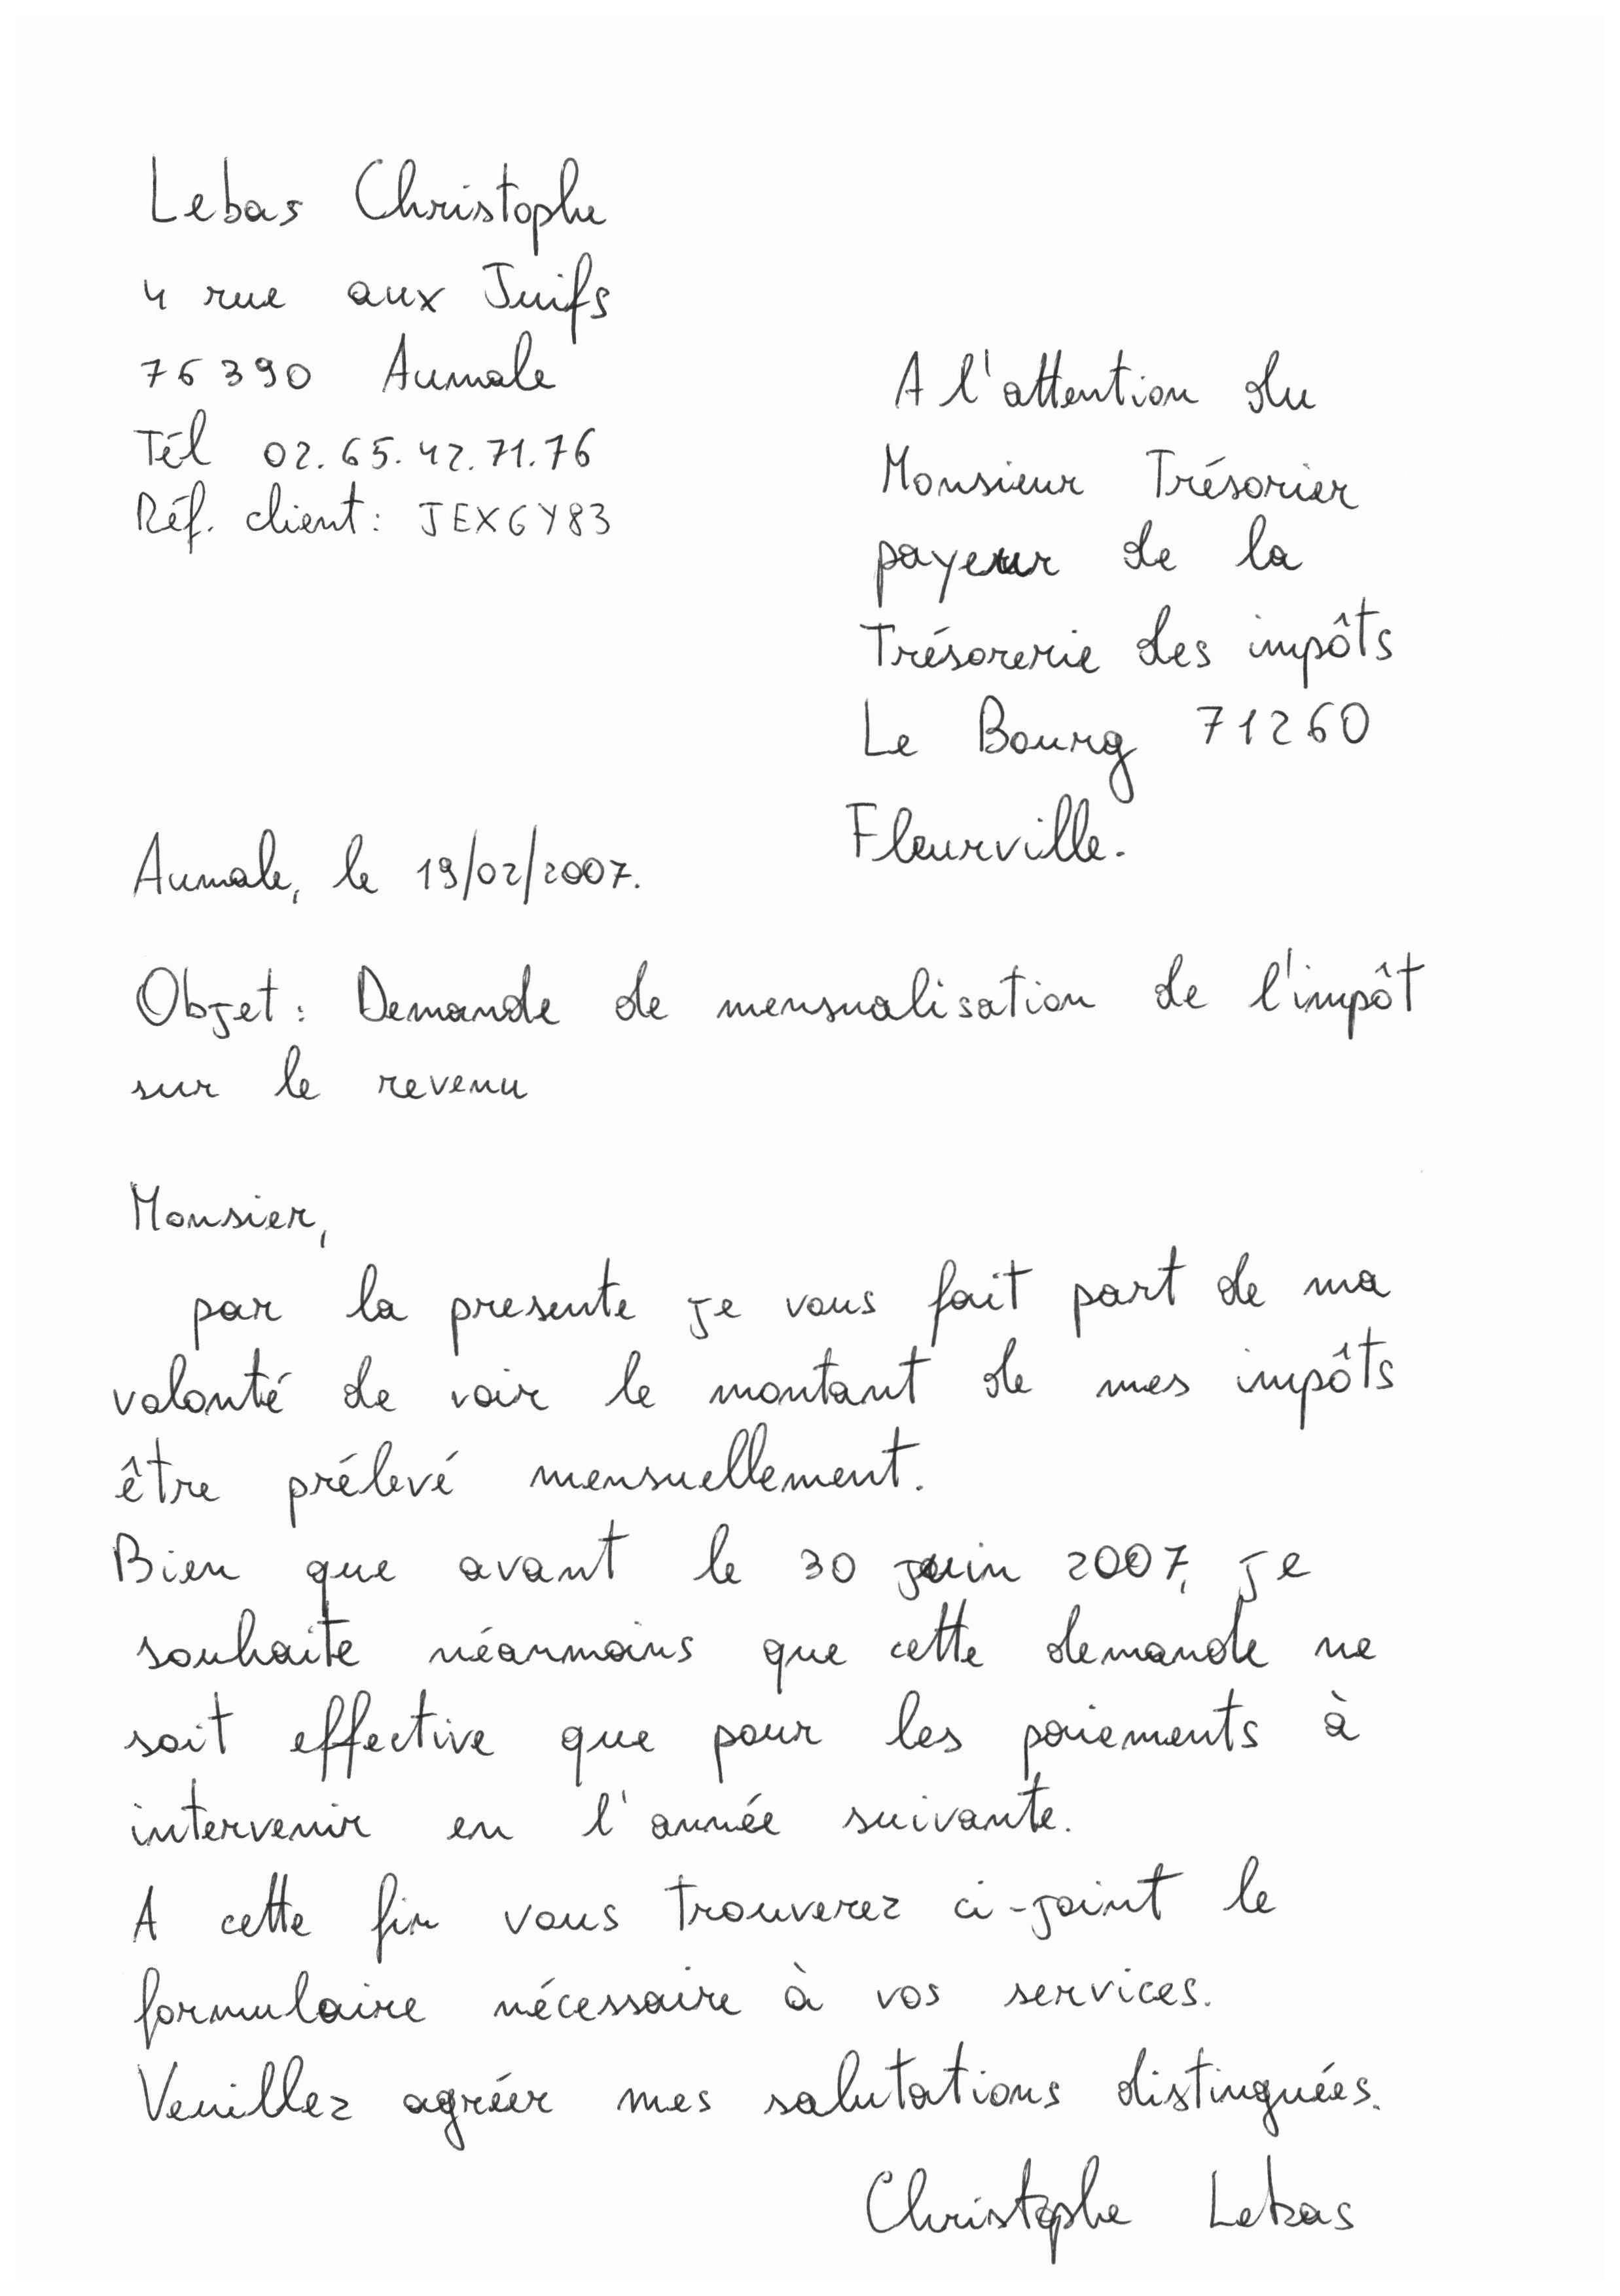 Lebas Christophe
4 rue aux Juifs
76390 Aumale
Tél 02.65.42.71.76
Réf. client: JEXGY83
A l'attention du
Monsieur Trésorier
payeur de la
Trésorerie des impôts
Le Bourg 71260
Fleurville.
Aumale, le 19/02/2007.
Objet: Demande de mensualisation de l'impôt
sur le revenu
Monsier,
par la presente je vous fait part de ma
volonté de voir le montant de mes impôts
être prélevé mensuellement.
Bien que avant le 30 juin 2007, je
souhaite néanmoins que cette demande ne
soit effective que pour les paiements à
intervenir en l'année suivante.
A cette fin vous trouverez ci-joint le
formulaire nécessaire à vos services.
Veuillez agréer mes salutations distinguées.
Christophe Lebas